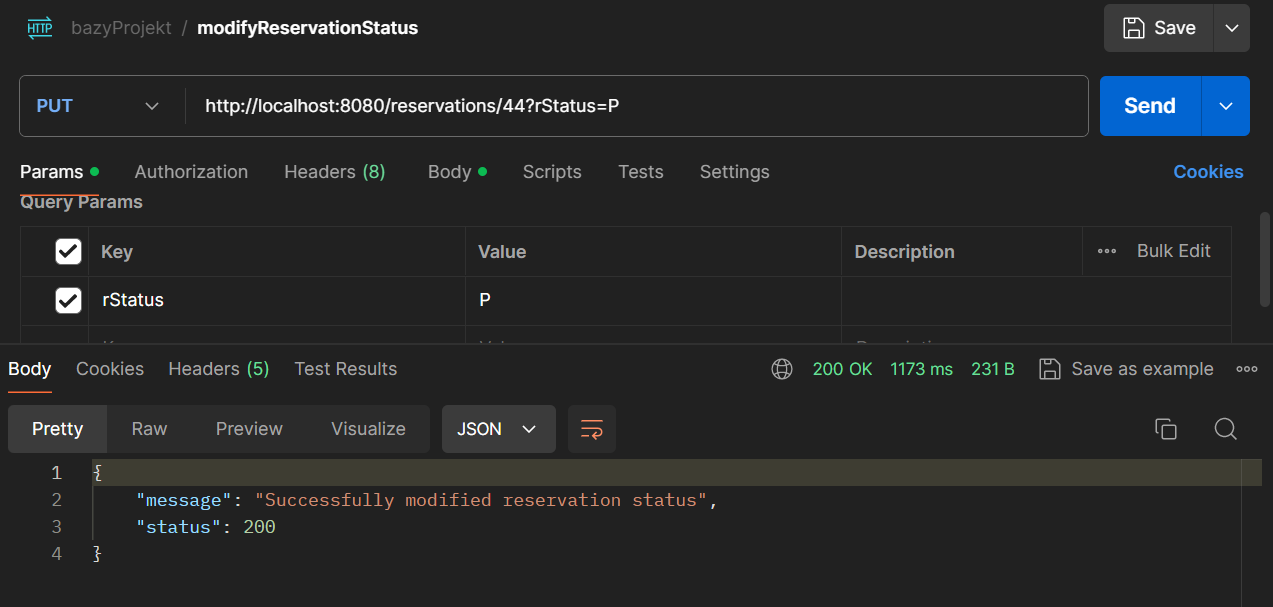 HTTP bazyProjekt / modifyReservationStatus Save
PUT http://localhost:8080/reservations/44?rStatus=P Send
Params Authorization Headers (8) Body Scripts Tests Settings Cookies
Query Params
Key Value Description ••• Bulk Edit
rStatus P
Body Cookies Headers (5) Test Results 200 OK 1173 ms 231 B Save as example
Pretty Raw Preview Visualize JSON
1 {
2 "message": "Successfully modified reservation status",
3 "status": 200
4 }